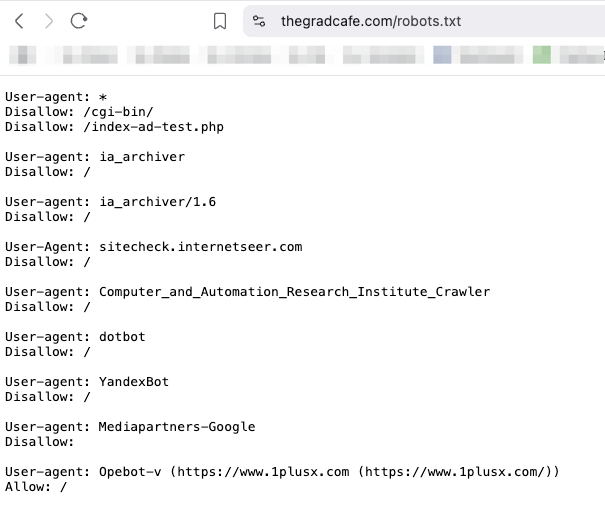 thegradcafe.com/robots.txt
User-agent: *
Disallow: /cgi-bin/
Disallow: /index-ad-test.php
User-agent: ia_archiver
Disallow: /
User-agent: ia_archiver/1.6
Disallow: /
User-Agent: sitecheck.internetseer.com
Disallow: /
User-agent: Computer_and_Automation_Research_Institute_Crawler
Disallow: /
User-agent: dotbot
Disallow: /
User-agent: YandexBot
Disallow: /
User-agent: Mediapartners-Google
Disallow:
User-agent: Opebot-v (https://www.1plusx.com (https://www.1plusx.com/))
Allow: /